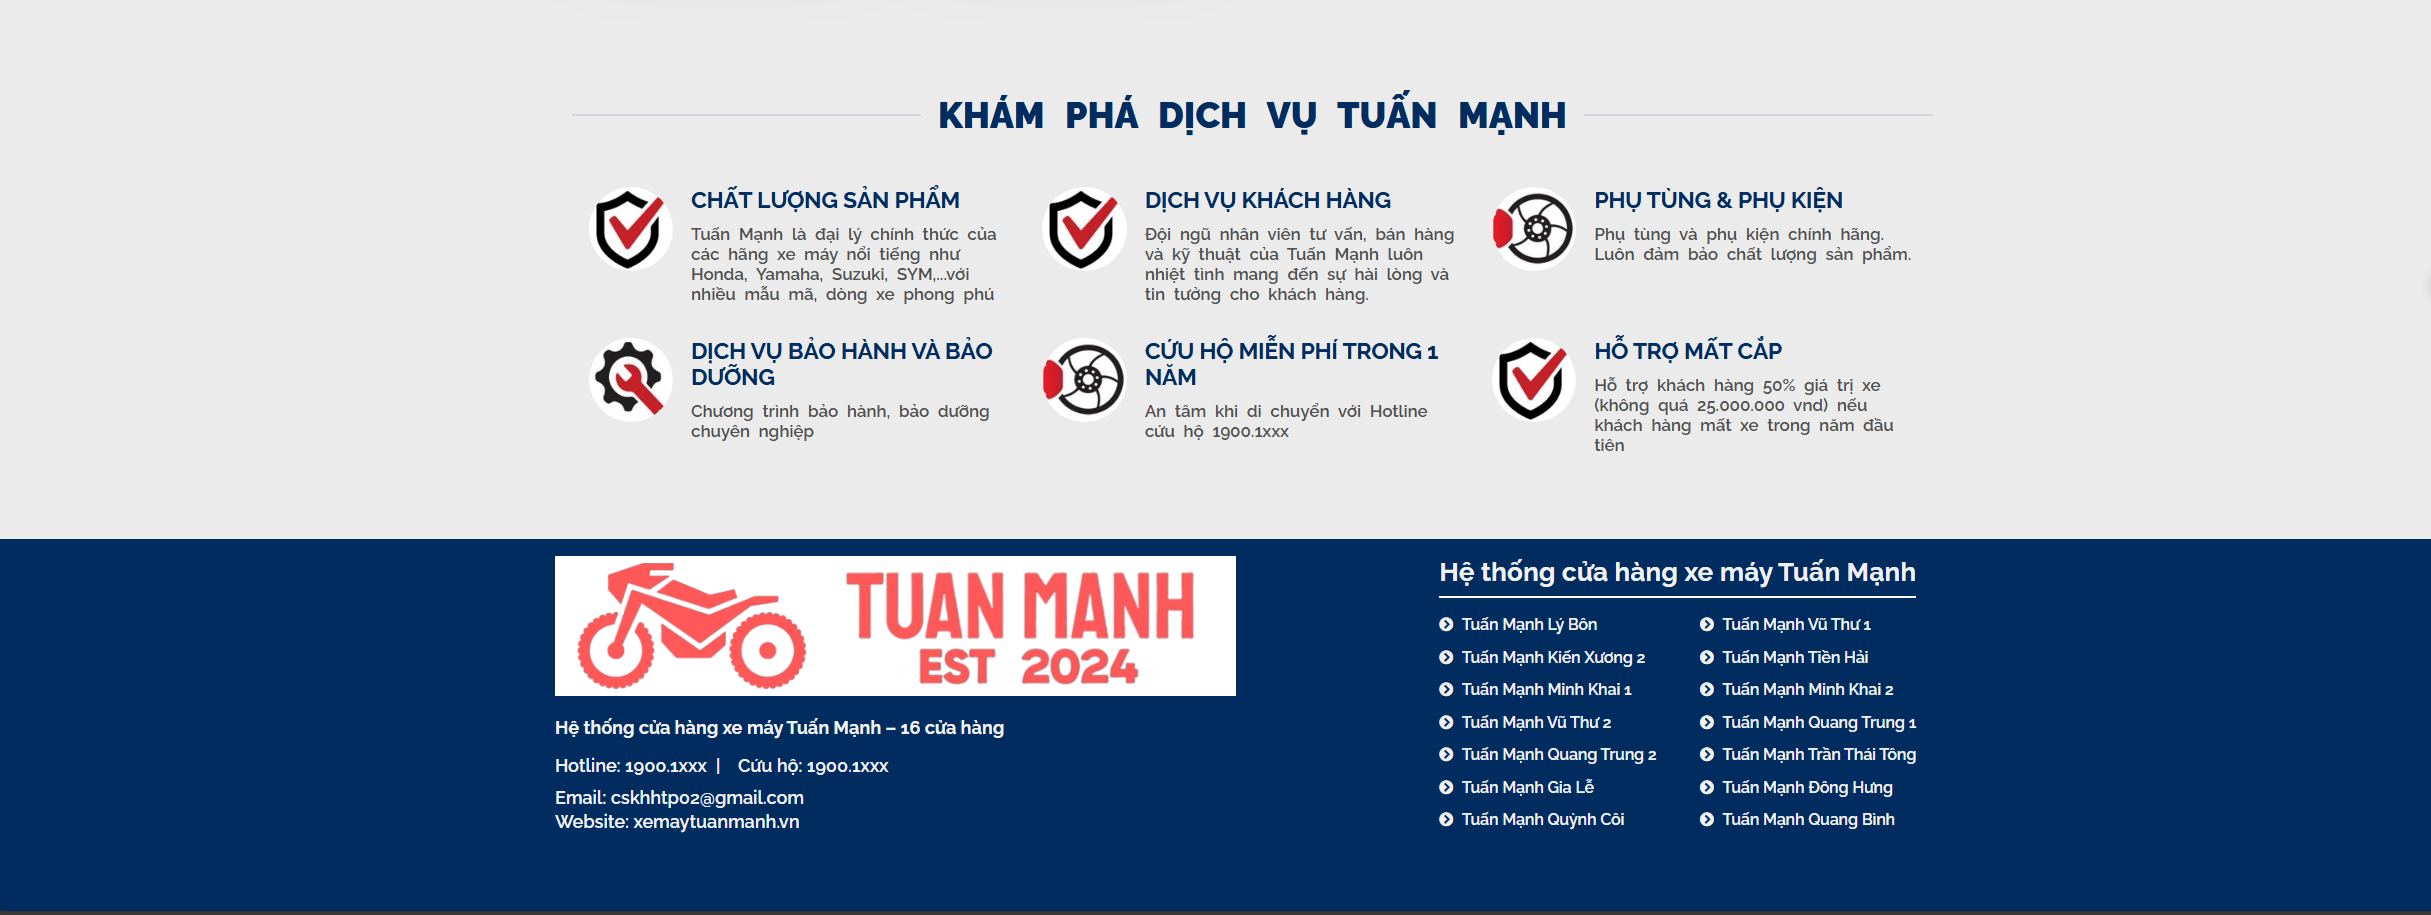 KHÁM PHÁ DỊCH VỤ TUẤN MẠNH
CHẤT LƯỢNG SẢN PHẨM
Tuấn Mạnh là đại lý chính thức của
các hãng xe máy nổi tiếng như
Honda, Yamaha, Suzuki, SYM,...với
nhiều mẫu mã, dòng xe phong phú
DỊCH VỤ KHÁCH HÀNG
Đội ngũ nhân viên tư vấn, bán hàng
và kỹ thuật của Tuấn Mạnh luôn
nhiệt tình mang đến sự hài lòng và
tin tưởng cho khách hàng.
PHỤ TÙNG & PHỤ KIỆN
Phụ tùng và phụ kiện chính hãng.
Luôn đảm bảo chất lượng sản phẩm.
DỊCH VỤ BẢO HÀNH VÀ BẢO
DƯỠNG
Chương trình bảo hành, bảo dưỡng
chuyên nghiệp
CỨU HỘ MIỄN PHÍ TRONG 1
NĂM
An tâm khi di chuyển với Hotline
cứu hộ 1900.1xxx
HỖ TRỢ MẤT CẮP
Hỗ trợ khách hàng 50% giá trị xe
(không quá 25.000.000 vnd) nếu
khách hàng mất xe trong năm đầu
tiên
TUAN MANH
EST 2024
Hệ thống cửa hàng xe máy Tuấn Mạnh – 16 cửa hàng
Hotline: 1900.1xxx | Cứu hộ: 1900.1xxx
Email: cskhhtp02@gmail.com
Website: xemaytuanmanh.vn
Hệ thống cửa hàng xe máy Tuấn Mạnh
Tuấn Mạnh Lý Bôn
Tuấn Mạnh Vũ Thư 1
Tuấn Mạnh Kiến Xương 2
Tuấn Mạnh Tiền Hải
Tuấn Mạnh Minh Khai 1
Tuấn Mạnh Minh Khai 2
Tuấn Mạnh Vũ Thư 2
Tuấn Mạnh Quang Trung 1
Tuấn Mạnh Quang Trung 2
Tuấn Mạnh Trần Thái Tông
Tuấn Mạnh Gia Lễ
Tuấn Mạnh Đông Hưng
Tuấn Mạnh Quỳnh Côi
Tuấn Mạnh Quang Bình